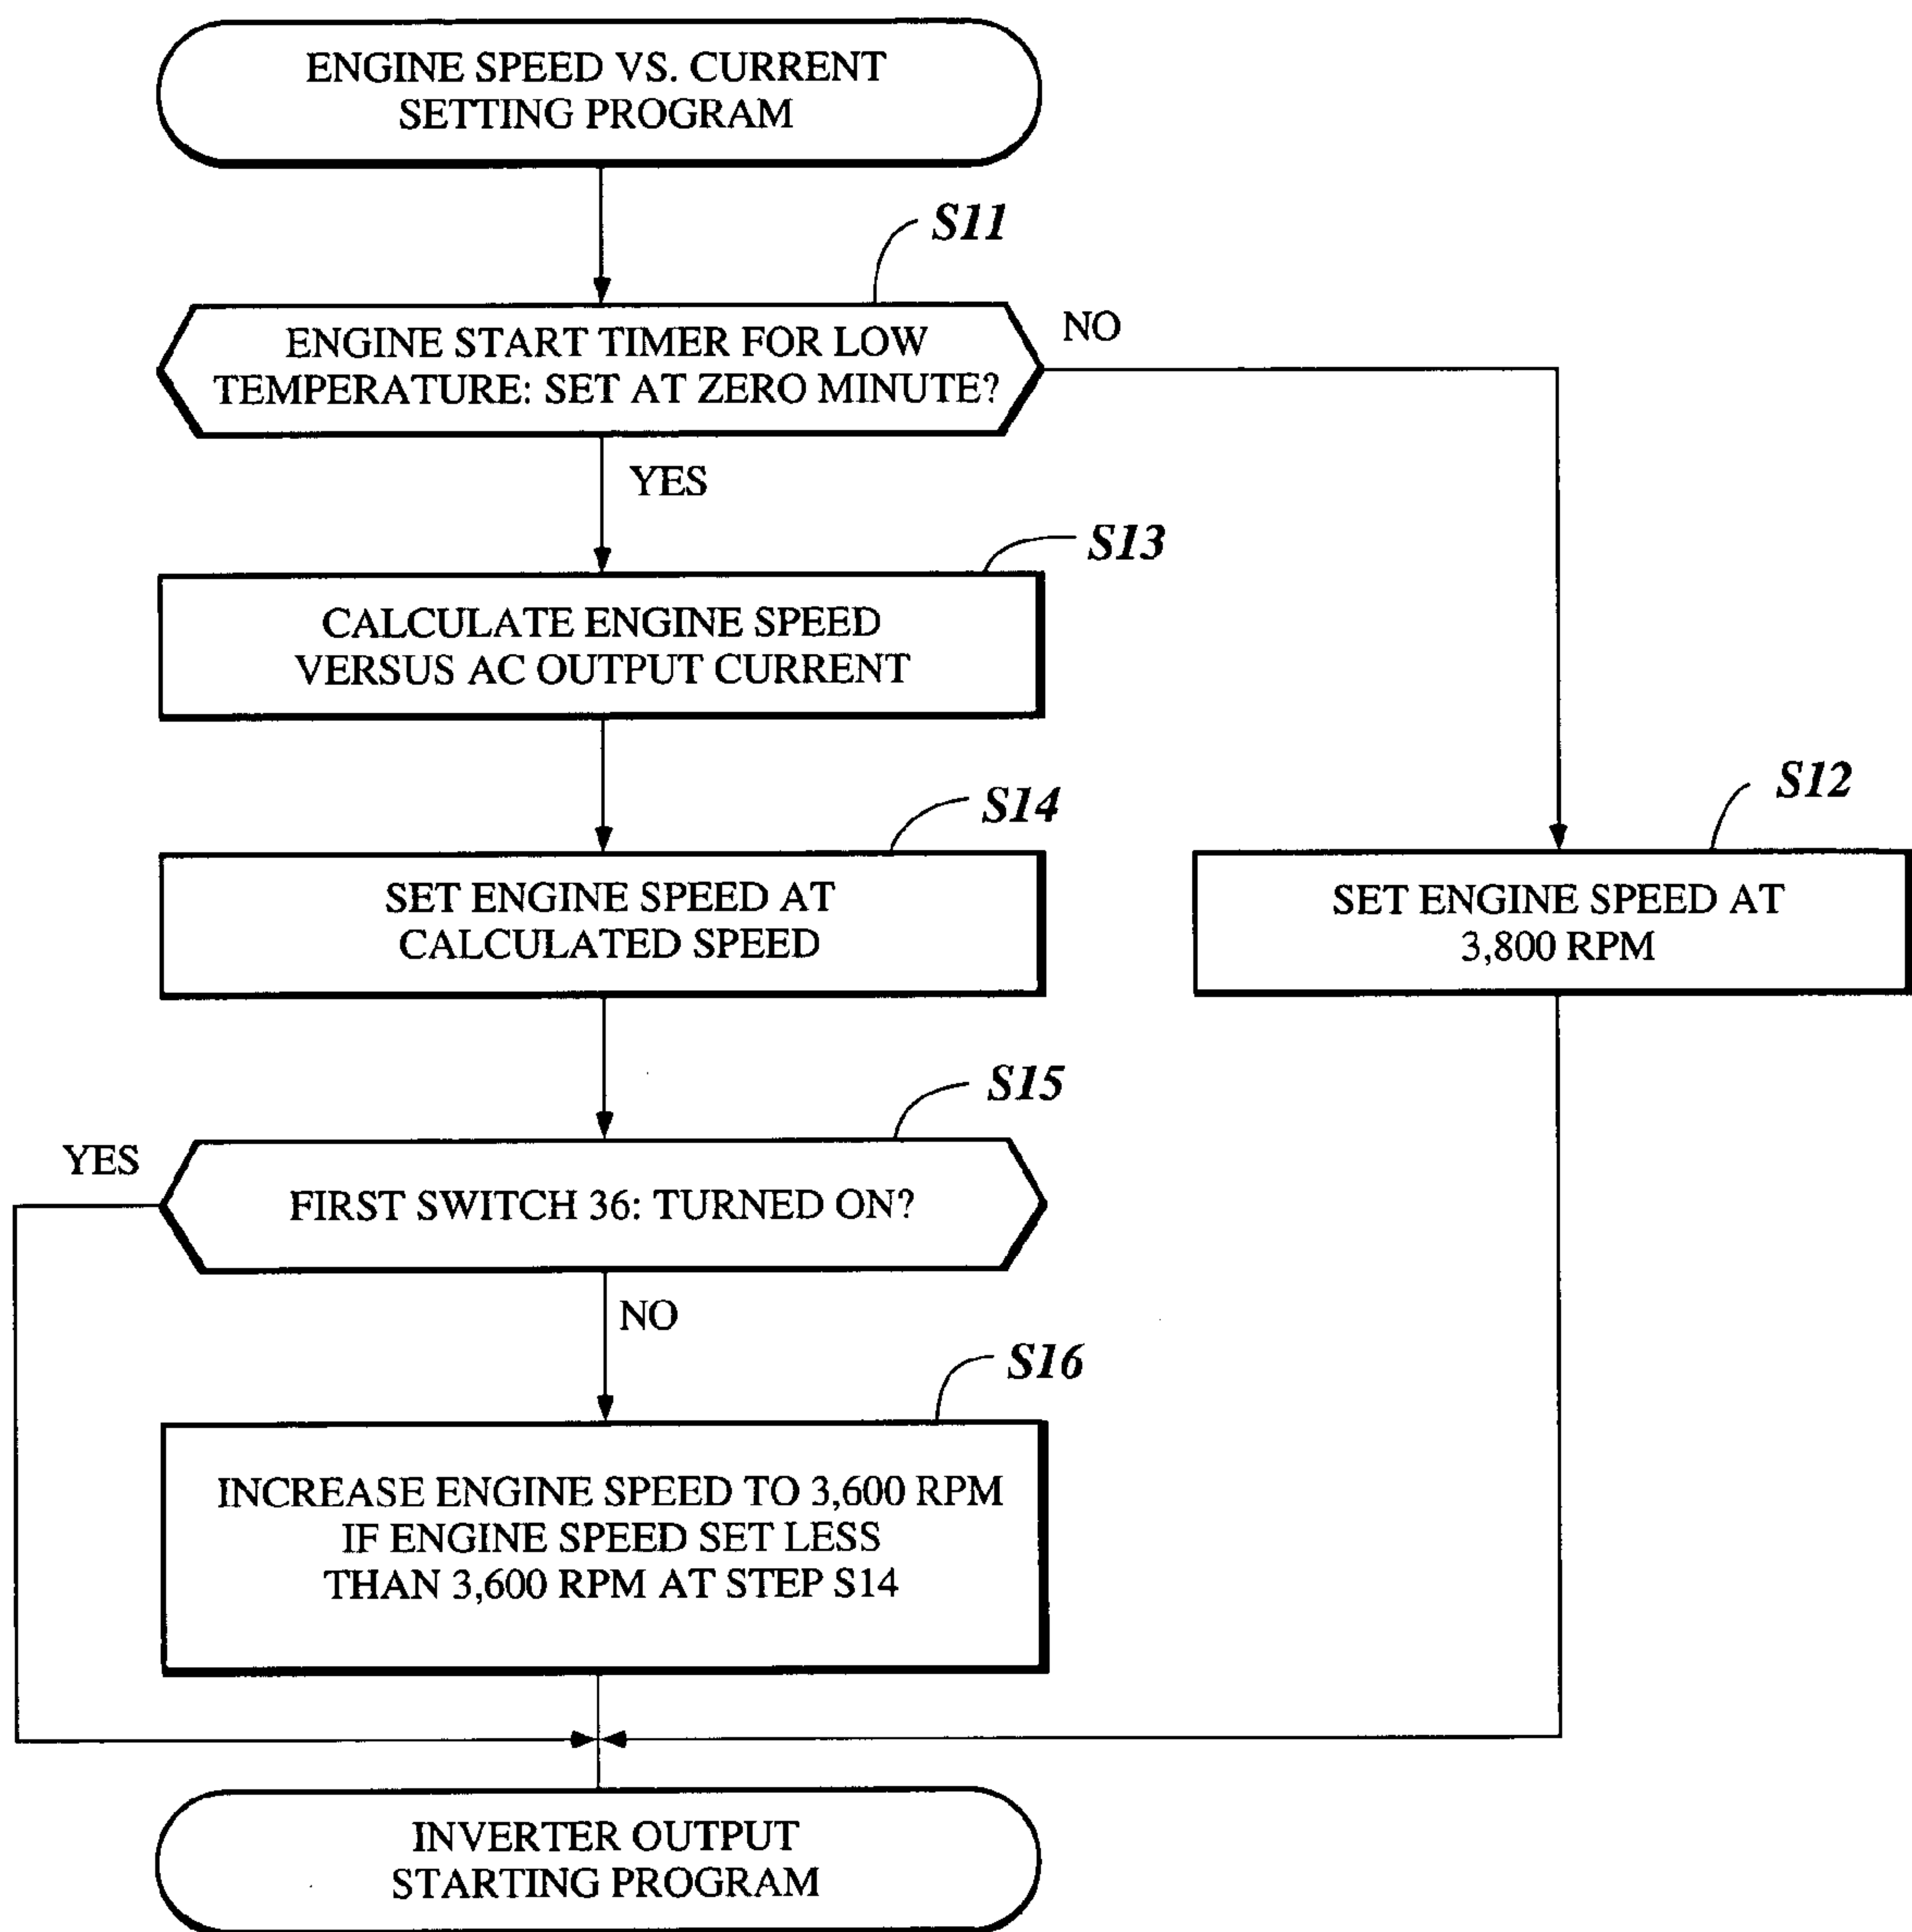 ENGINE SPEED VS. CURRENT
SETTING PROGRAM
S11
ENGINE START TIMER FOR LOW
TEMPERATURE: SET AT ZERO MINUTE?
NO
YES
S13
CALCULATE ENGINE SPEED
VERSUS AC OUTPUT CURRENT
S14
SET ENGINE SPEED AT
CALCULATED SPEED
S12
SET ENGINE SPEED AT
3,800 RPM
S15
YES
FIRST SWITCH 36: TURNED ON?
NO
S16
INCREASE ENGINE SPEED TO 3,600 RPM
IF ENGINE SPEED SET LESS
THAN 3,600 RPM AT STEP S14
INVERTER OUTPUT
STARTING PROGRAM